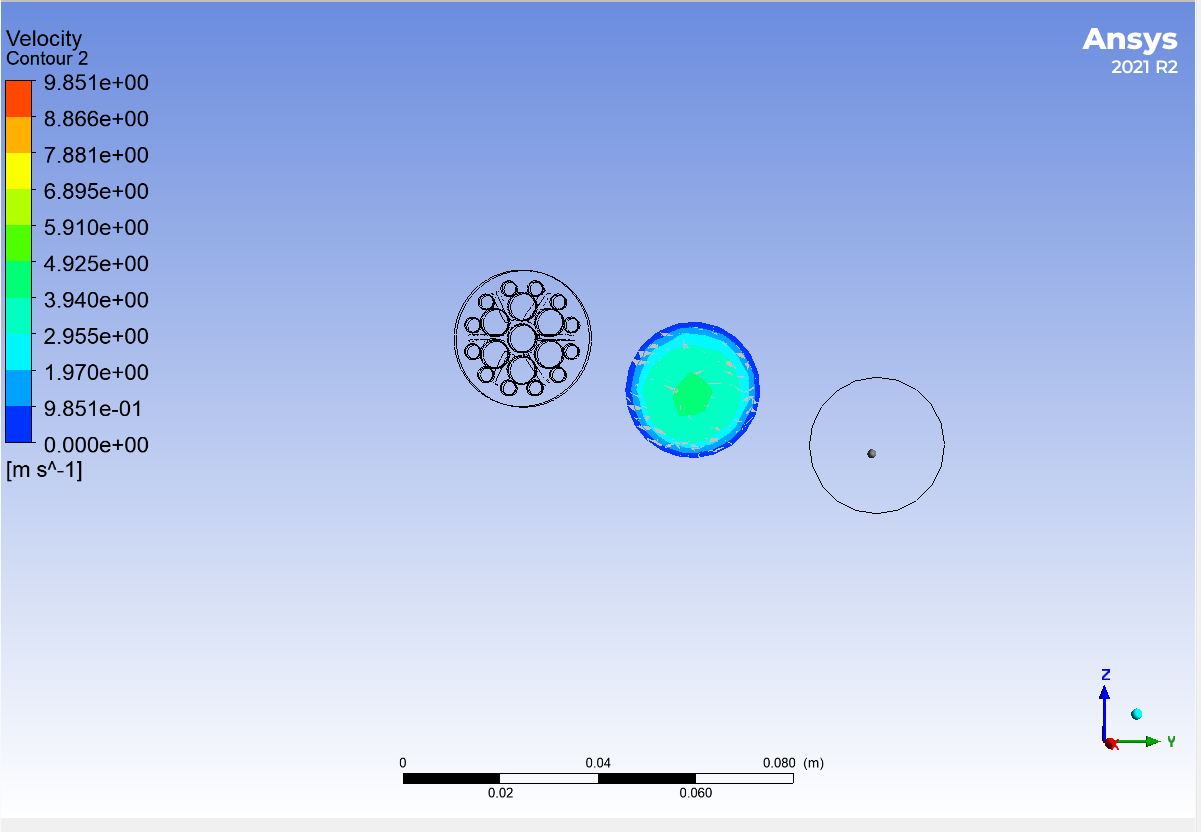 Velocity
Contour 2
9.851e+00
8.866e+00
7.881e+00
6.895e+00
5.910e+00
4.925e+00
3.940e+00
2.955e+00
1.970e+00
9.851e-01
0.000e+00
[m s^-1]
Ansys
2021 R2
Z
Y
X
0 0.04 0.080 (m)
0.02 0.060